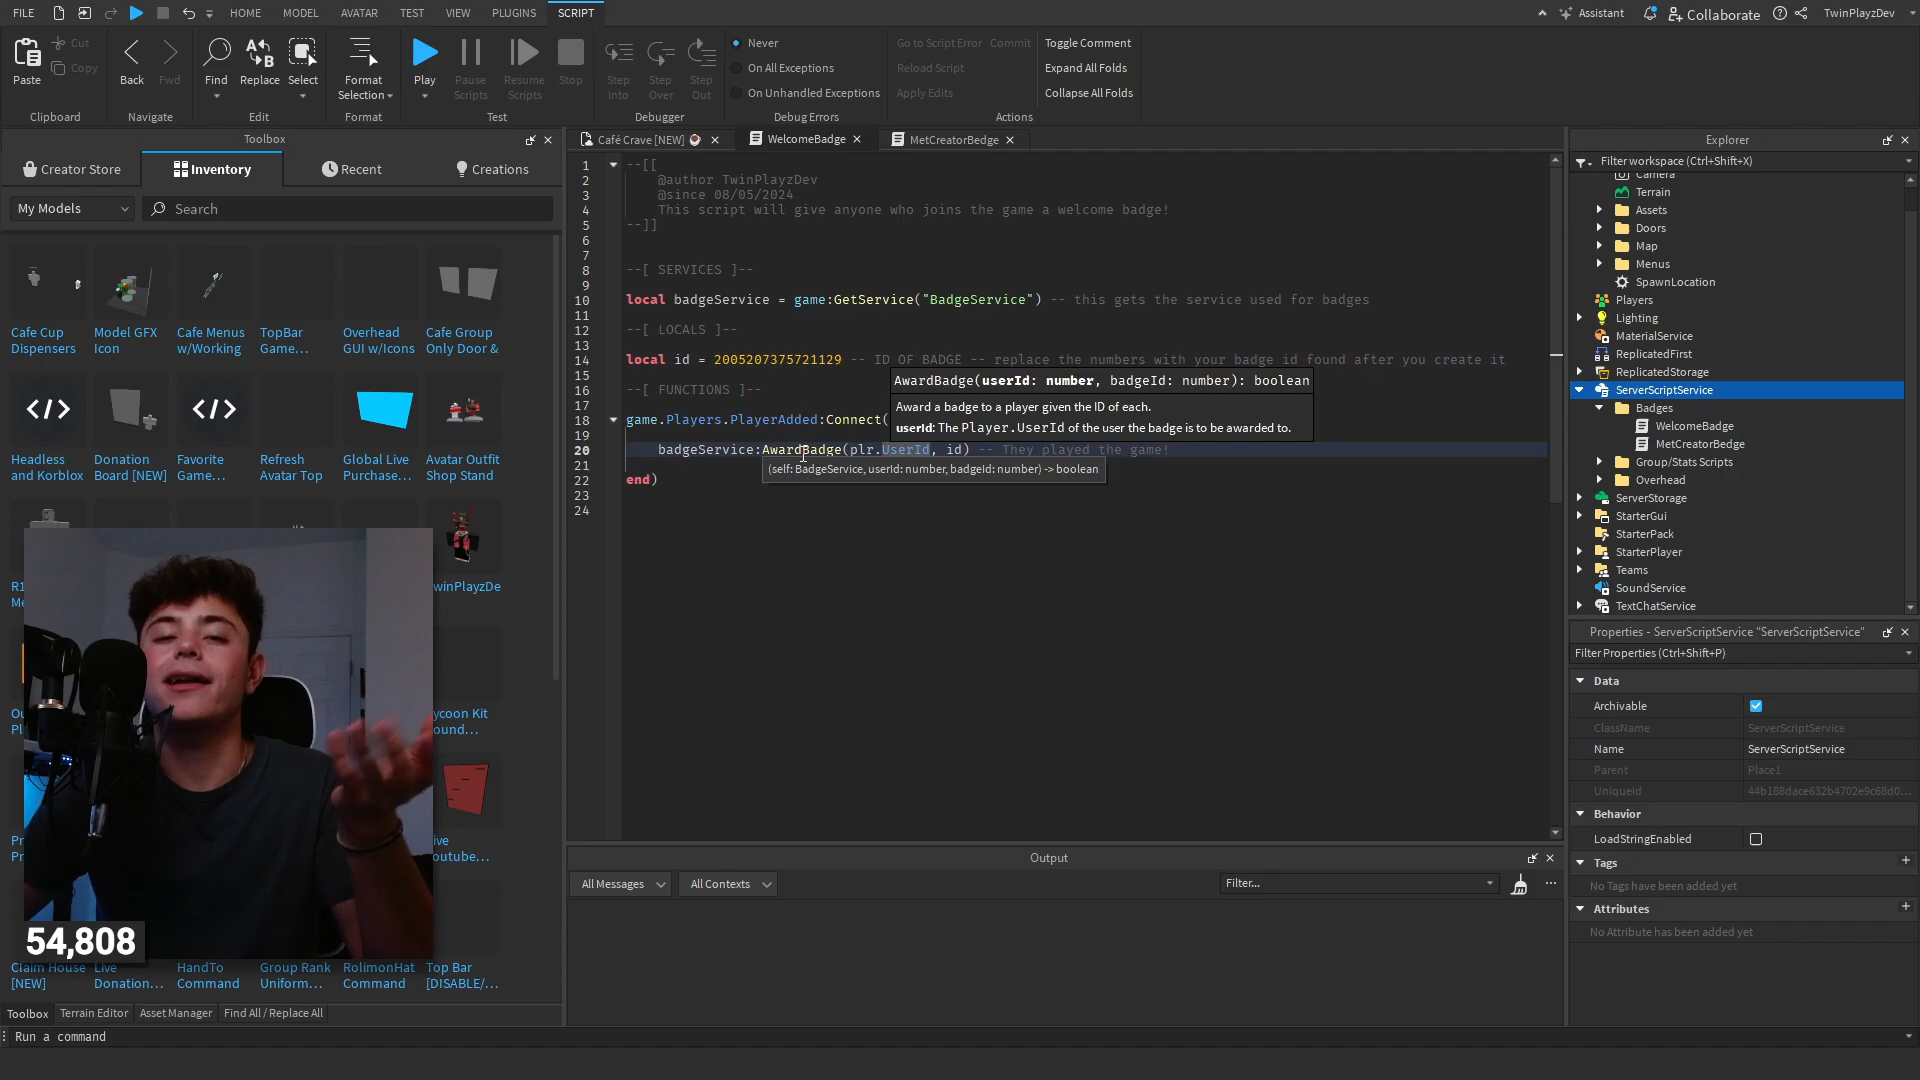 FILE HOME MODEL AVATAR TEST VIEW PLUGINS SCRIPT Assistant Collaborate TwinPlayzDev
Paste Cut Copy
Back Fwd
Find Replace Select
Format Selection
Play Pause Scripts Resume Scripts Stop
Step Into Step Over Step Out
Never
On All Exceptions
On Unhandled Exceptions
Go to Script Error Commit
Reload Script
Apply Edits
Toggle Comment
Expand All Folds
Collapse All Folds
Clipboard Navigate Edit Format Test Debugger Debug Errors Actions
Toolbox
Creator Store Inventory Recent Creations
My Models Search
Cafe Cup Dispensers
Model GFX Icon
Cafe Menus w/Working
TopBar Game...
Overhead GUI w/Icons
Cafe Group Only Door &
Headless and Korblox
Donation Board [NEW]
Favorite Game...
Refresh Avatar Top
Global Live Purchase...
Avatar Outfit Shop Stand
R1
Me
winPlayzDe
Ou
Pl
ycoon Kit
ound...
Pr
Pr
ive
outube...
54,808
Claim House [NEW]
Live Donation...
HandTo Command
Group Rank Uniform...
RolimonHat Command
Top Bar [DISABLE/...
Toolbox Terrain Editor Asset Manager Find All / Replace All
Run a command
Café Crave [NEW] WelcomeBadge MetCreatorBedge
1 --[[
2 @author TwinPlayzDev
3 @since 08/05/2024
4 This script will give anyone who joins the game a welcome badge!
5 --]]
6
7
8 --[ SERVICES ]--
9
10 local badgeService = game:GetService("BadgeService") -- this gets the service used for badges
11
12 --[ LOCALS ]--
13
14 local id = 2005207375721129 -- ID OF BADGE -- replace the numbers with your badge id found after you create it
15
16 --[ FUNCTIONS ]--
17
18 game.Players.PlayerAdded:Connect(
19
20 badgeService:AwardBadge(plr.UserId, id) -- They played the game!
21
22 end)
23
24
AwardBadge(userId: number, badgeId: number): boolean
Award a badge to a player given the ID of each.
userId: The Player.UserId of the user the badge is to be awarded to.
(self: BadgeService, userId: number, badgeId: number) -> boolean
Output
All Messages All Contexts Filter...
Explorer
Filter workspace (Ctrl+Shift+X)
Camera
Terrain
Assets
Doors
Map
Menus
SpawnLocation
Players
Lighting
MaterialService
ReplicatedFirst
ReplicatedStorage
ServerScriptService
Badges
WelcomeBadge
MetCreatorBedge
Group/Stats Scripts
Overhead
ServerStorage
StarterGui
StarterPack
StarterPlayer
Teams
SoundService
TextChatService
Properties - ServerScriptService "ServerScriptService"
Filter Properties (Ctrl+Shift+P)
Data
Archivable
ClassName ServerScriptService
Name ServerScriptService
Parent Place1
UniqueId 44b188dace632b4702e9c68d0...
Behavior
LoadStringEnabled
Tags
No Tags have been added yet
Attributes
No Attribute has been added yet